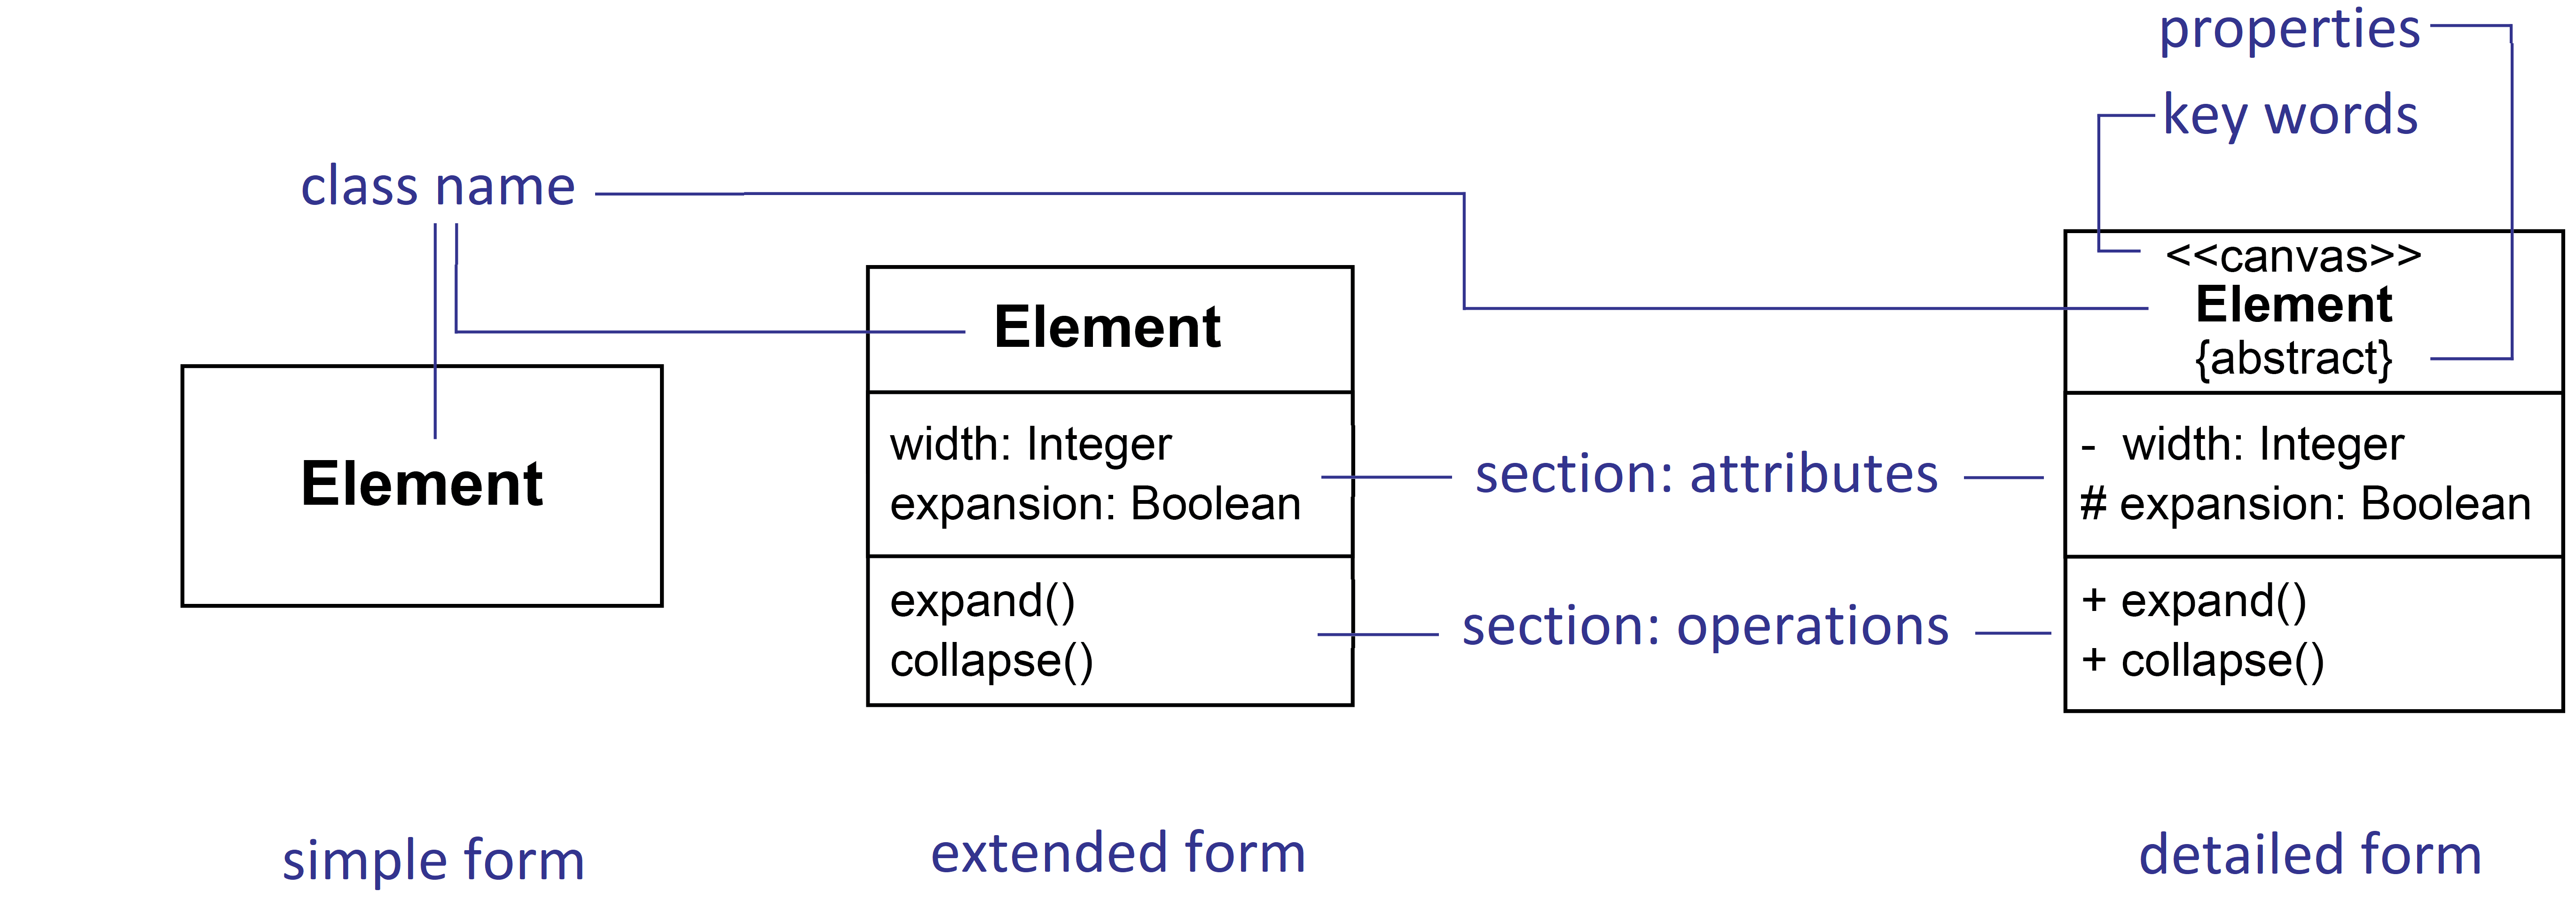 properties
key words
class name
Element
simple form
Element
width: Integer
expansion: Boolean
expand()
collapse()
extended form
section: attributes
section: operations
<<canvas>>
Element
{abstract}
- width: Integer
# expansion: Boolean
+ expand()
+ collapse()
detailed form